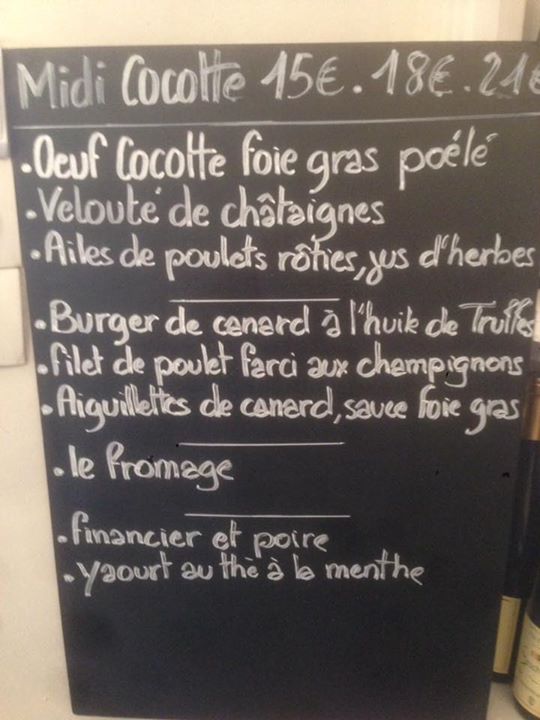 Midi Cocotte 15€. 18€. 21€
• Oeuf Cocotte foie gras poélé
• Velouté de châtaignes
• Ailes de poulets rôties, jus d'herbes
• Burger de canard à l'huile de Truffes
• filet de poulet farci aux champignons
• Aiguillettes de canard, sauce foie gras
• le fromage
• financier et poire
• yaourt au thè à la menthe